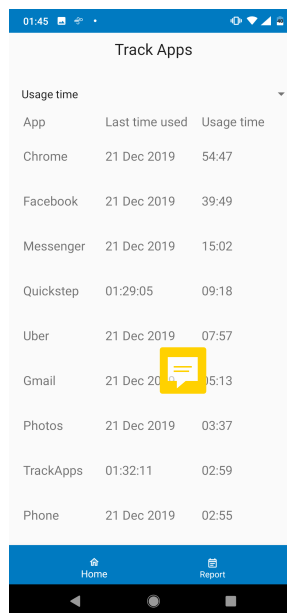 01:45
Track Apps
Usage time
App Last time used Usage time
Chrome 21 Dec 2019 54:47
Facebook 21 Dec 2019 39:49
Messenger 21 Dec 2019 15:02
Quickstep 01:29:05 09:18
Uber 21 Dec 2019 07:57
Gmail 21 Dec 05:13
Photos 21 Dec 2019 03:37
TrackApps 01:32:11 02:59
Phone 21 Dec 2019 02:55
Home Report